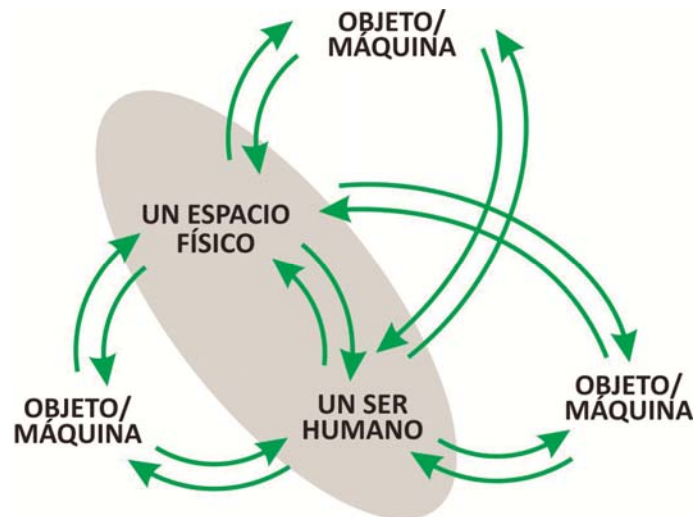 OBJETO/
MÁQUINA
UN ESPACIO
FÍSICO
OBJETO/
MÁQUINA
UN SER
HUMANO
OBJETO/
MÁQUINA